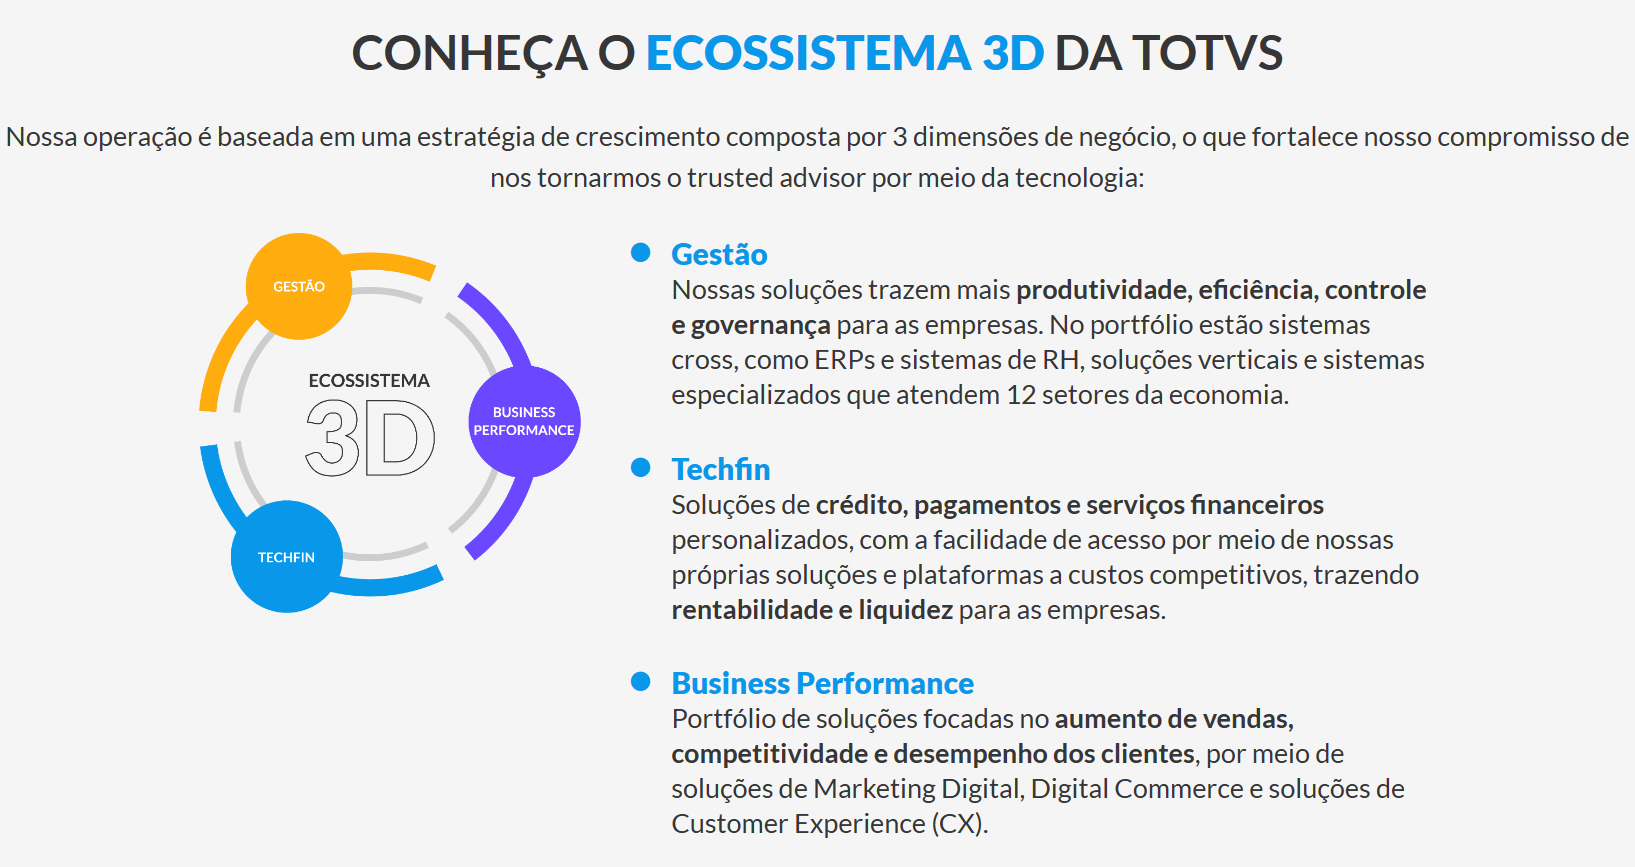 CONHEÇA O ECOSSISTEMA 3D DA TOTVS
Nossa operação é baseada em uma estratégia de crescimento composta por 3 dimensões de negócio, o que fortalece nosso compromisso de
nos tornarmos o trusted advisor por meio da tecnologia:
GESTÃO
ECOSSISTEMA
3D
BUSINESS
PERFORMANCE
TECHFIN
Gestão
Nossas soluções trazem mais produtividade, eficiência, controle
e governança para as empresas. No portfólio estão sistemas
cross, como ERPs e sistemas de RH, soluções verticais e sistemas
especializados que atendem 12 setores da economia.
Techfin
Soluções de crédito, pagamentos e serviços financeiros
personalizados, com a facilidade de acesso por meio de nossas
próprias soluções e plataformas a custos competitivos, trazendo
rentabilidade e liquidez para as empresas.
Business Performance
Portfólio de soluções focadas no aumento de vendas,
competitividade e desempenho dos clientes, por meio de
soluções de Marketing Digital, Digital Commerce e soluções de
Customer Experience (CX).